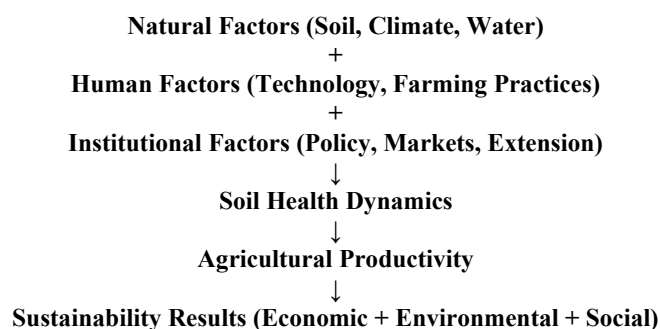 Natural Factors (Soil, Climate, Water)
+
Human Factors (Technology, Farming Practices)
+
Institutional Factors (Policy, Markets, Extension)
↓
Soil Health Dynamics
↓
Agricultural Productivity
↓
Sustainability Results (Economic + Environmental + Social)